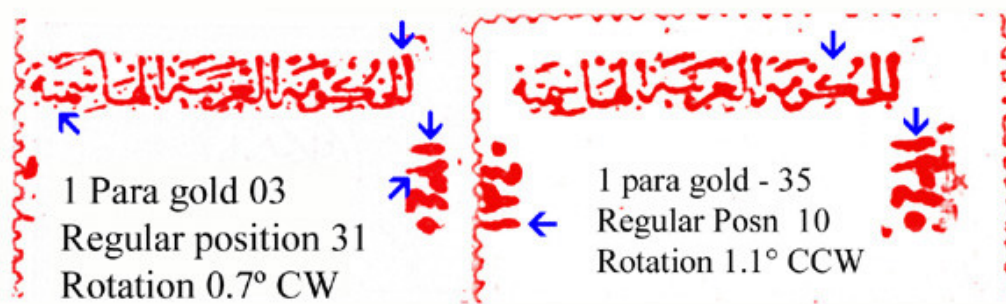 الحكومة العربية الهاشمية
1 Para gold 03
Regular position 31
Rotation 0.7º CW
الحكومة العربية الهاشمية
1 para gold - 35
Regular Posn 10
Rotation 1.1° CCW